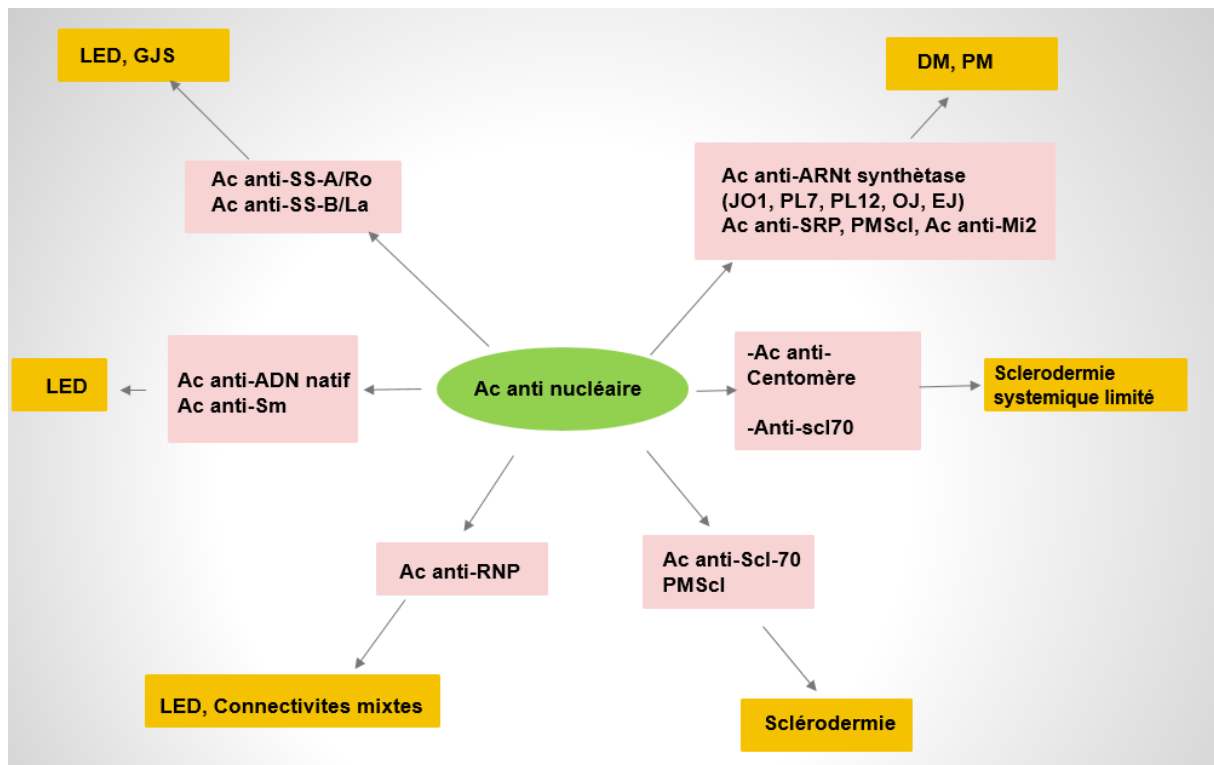 LED, GJS
DM, PM
Ac anti-SS-A/Ro
Ac anti-SS-B/La
Ac anti-ARNt synthètase
(JO1, PL7, PL12, OJ, EJ)
Ac anti-SRP, PMScl, Ac anti-Mi2
LED
Ac anti-ADN natif
Ac anti-Sm
Ac anti nucléaire
-Ac anti-
Centomère
-Anti-scl70
Sclerodermie
systemique limité
Ac anti-RNP
Ac anti-Scl-70
PMScl
LED, Connectivites mixtes
Sclérodermie